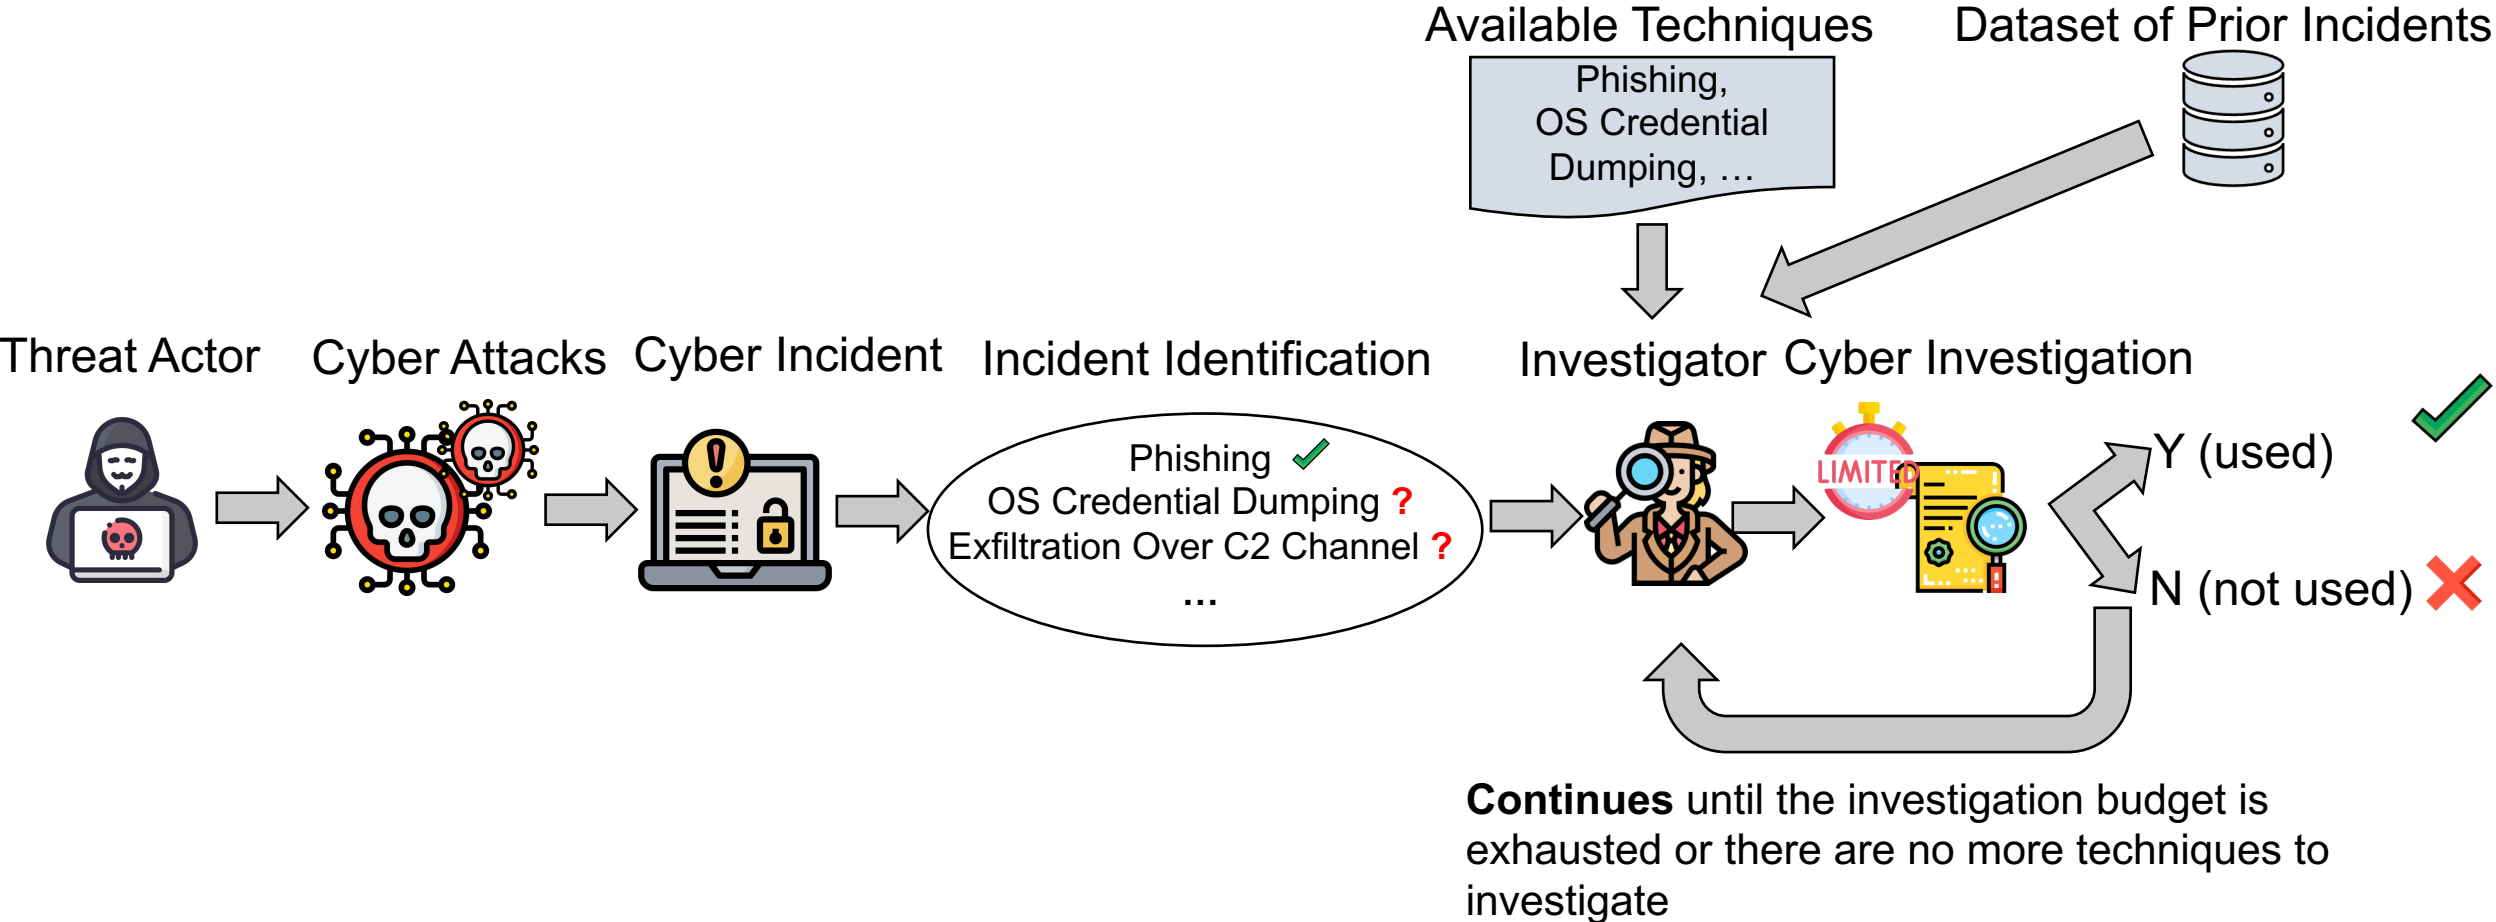 Available Techniques
Dataset of Prior Incidents
Phishing,
OS Credential
Dumping, …
Threat Actor
Cyber Attacks
Cyber Incident
Incident Identification
Investigator
Cyber Investigation
Phishing
OS Credential Dumping ?
Exfiltration Over C2 Channel ?
...
LIMITED
Y (used)
N (not used)
Continues until the investigation budget is
exhausted or there are no more techniques to
investigate